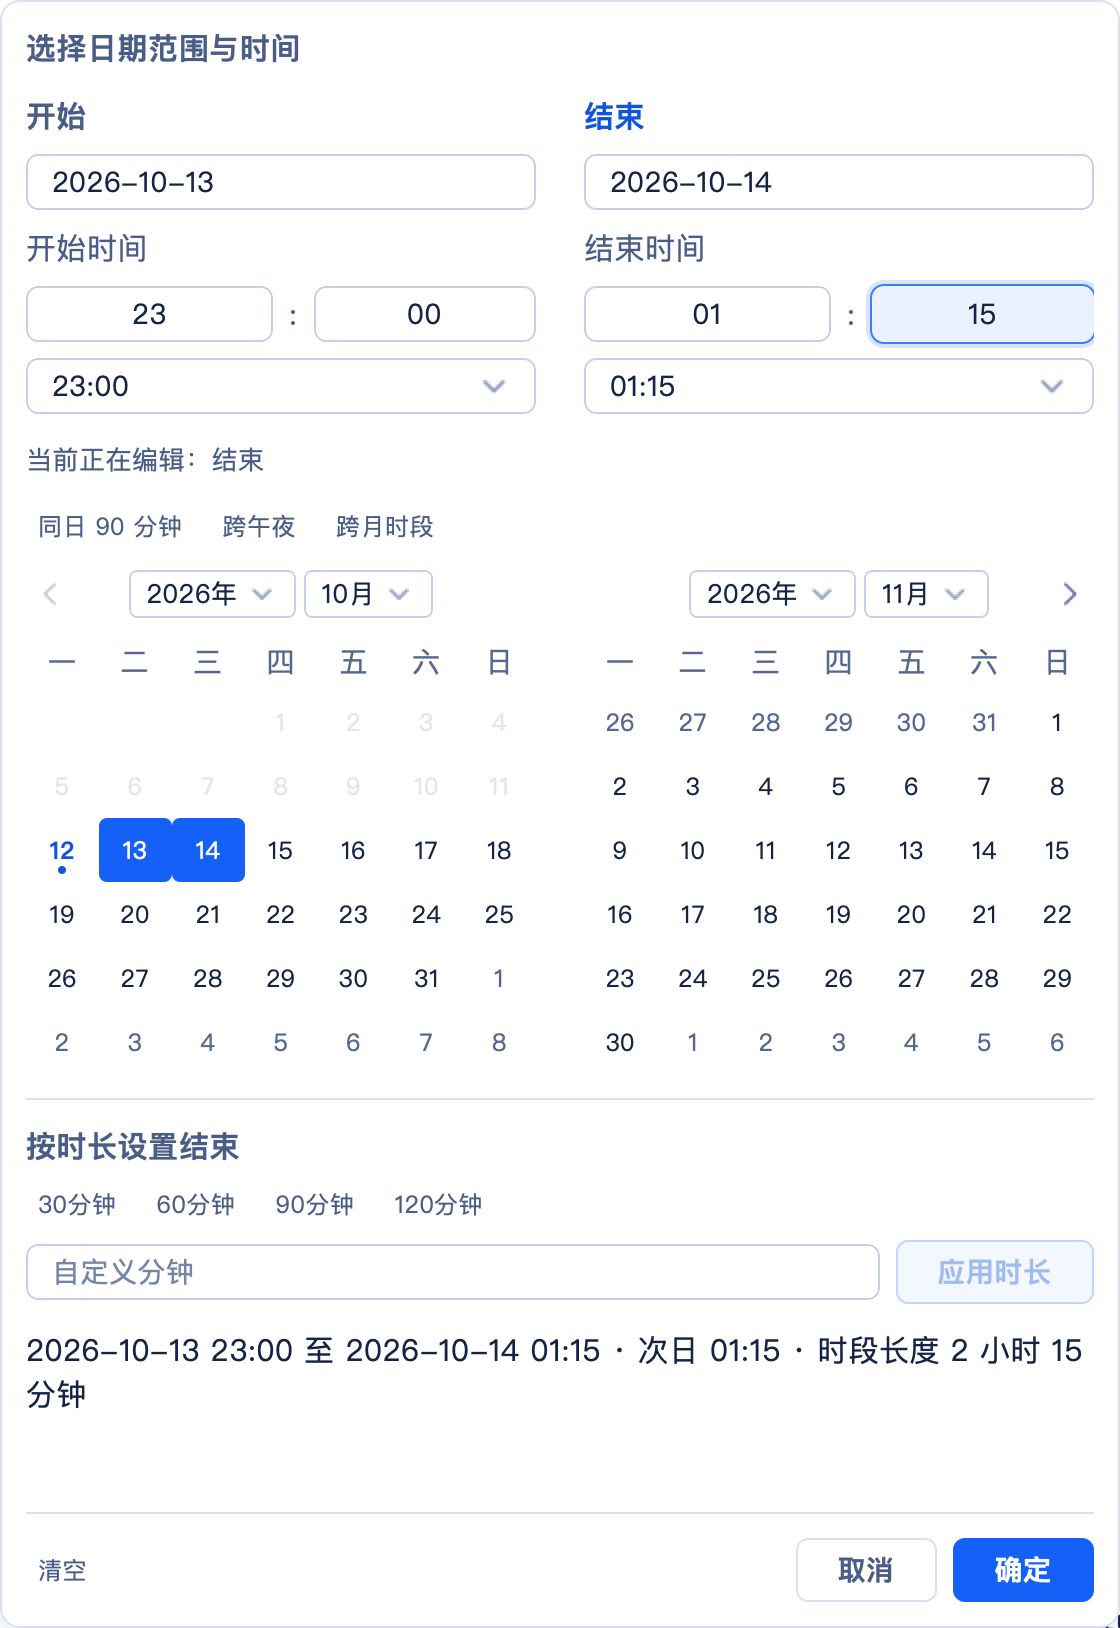 选择日期范围与时间
开始 结束
2026-10-13 2026-10-14
开始时间 结束时间
23 : 00 01 : 15
23:00 01:15
当前正在编辑：结束
同日 90 分钟 跨午夜 跨月时段
2026年 10月 2026年 11月
一 二 三 四 五 六 日 一 二 三 四 五 六 日
1 2 3 4 26 27 28 29 30 31 1
5 6 7 8 9 10 11 2 3 4 5 6 7 8
12 13 14 15 16 17 18 9 10 11 12 13 14 15
19 20 21 22 23 24 25 16 17 18 19 20 21 22
26 27 28 29 30 31 1 23 24 25 26 27 28 29
2 3 4 5 6 7 8 30 1 2 3 4 5 6
按时长设置结束
30分钟 60分钟 90分钟 120分钟
自定义分钟 应用时长
2026-10-13 23:00 至 2026-10-14 01:15 · 次日 01:15 · 时段长度 2 小时 15
分钟
清空 取消 确定